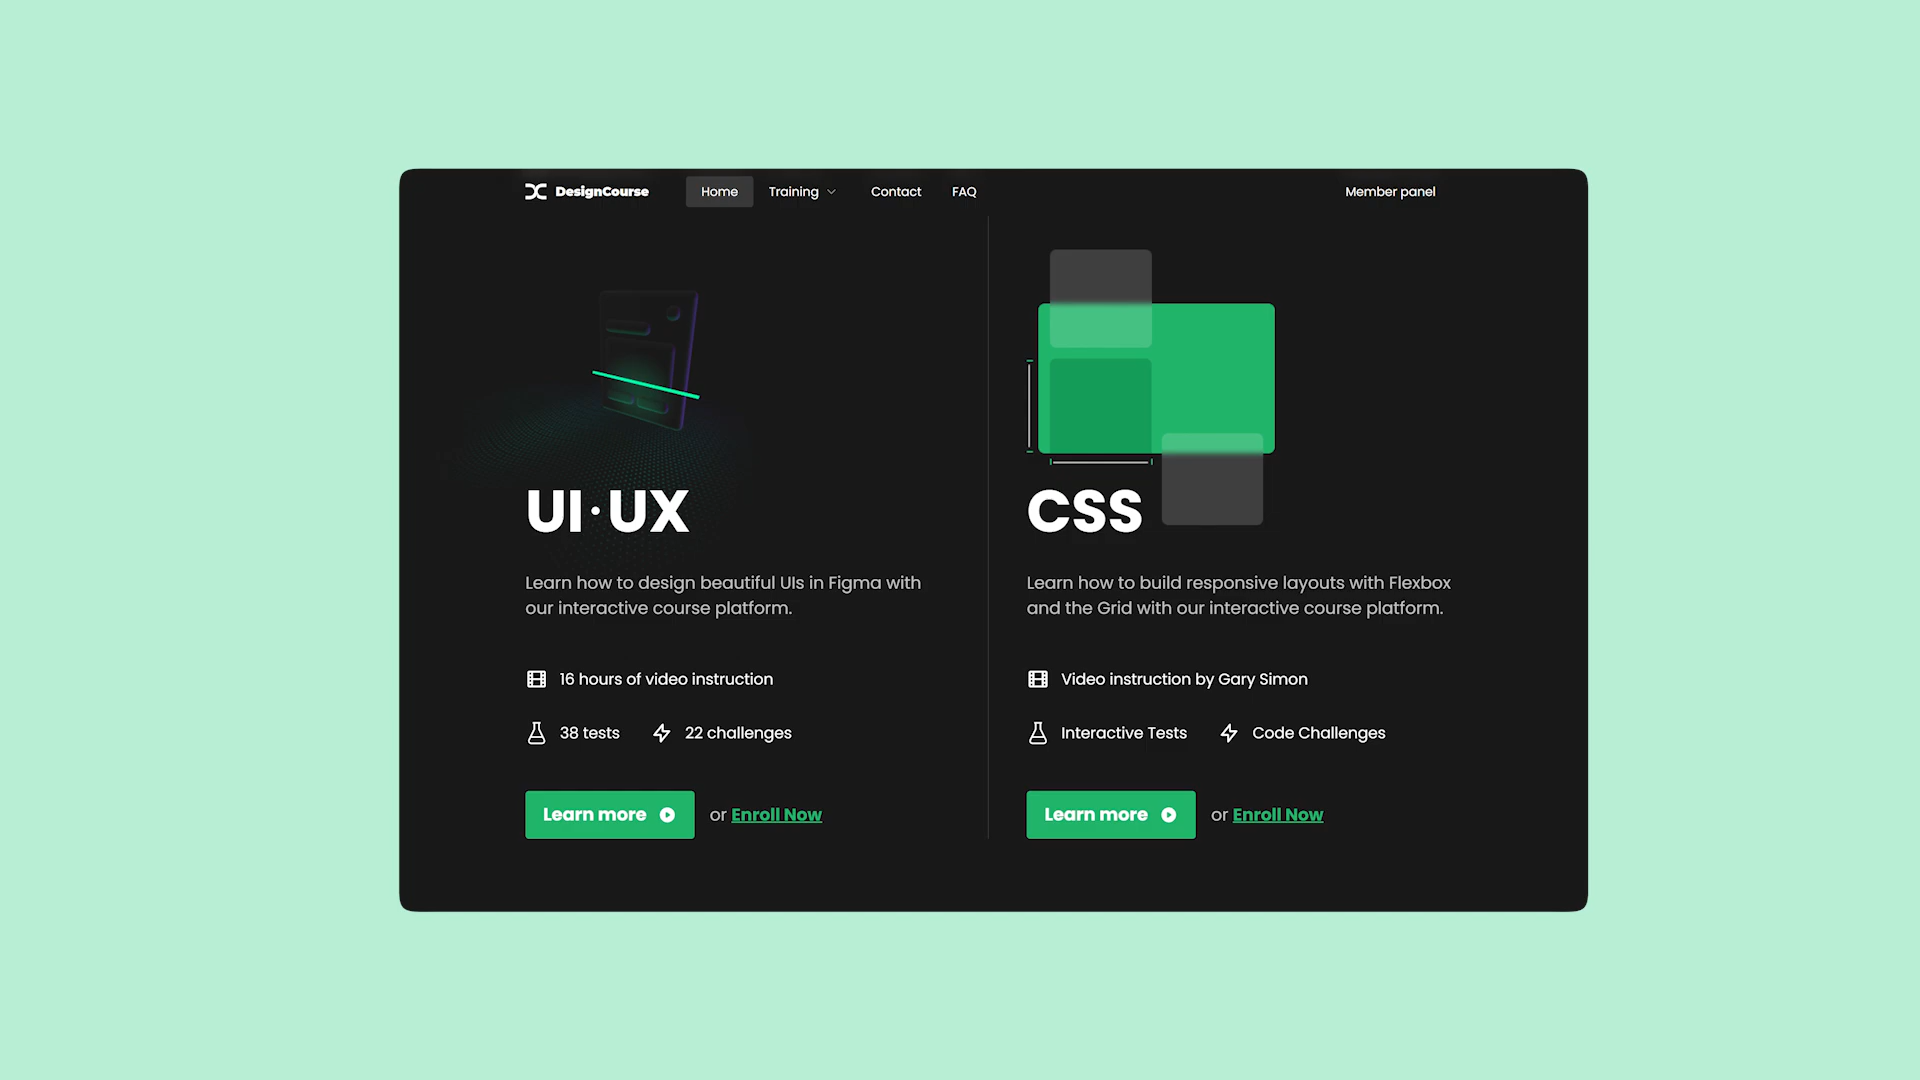 DesignCourse
Home
Training
Contact
FAQ
Member panel
UI·UX
Learn how to design beautiful UIs in Figma with
our interactive course platform.
16 hours of video instruction
38 tests
22 challenges
Learn more
or Enroll Now
CSS
Learn how to build responsive layouts with Flexbox
and the Grid with our interactive course platform.
Video instruction by Gary Simon
Interactive Tests
Code Challenges
Learn more
or Enroll Now